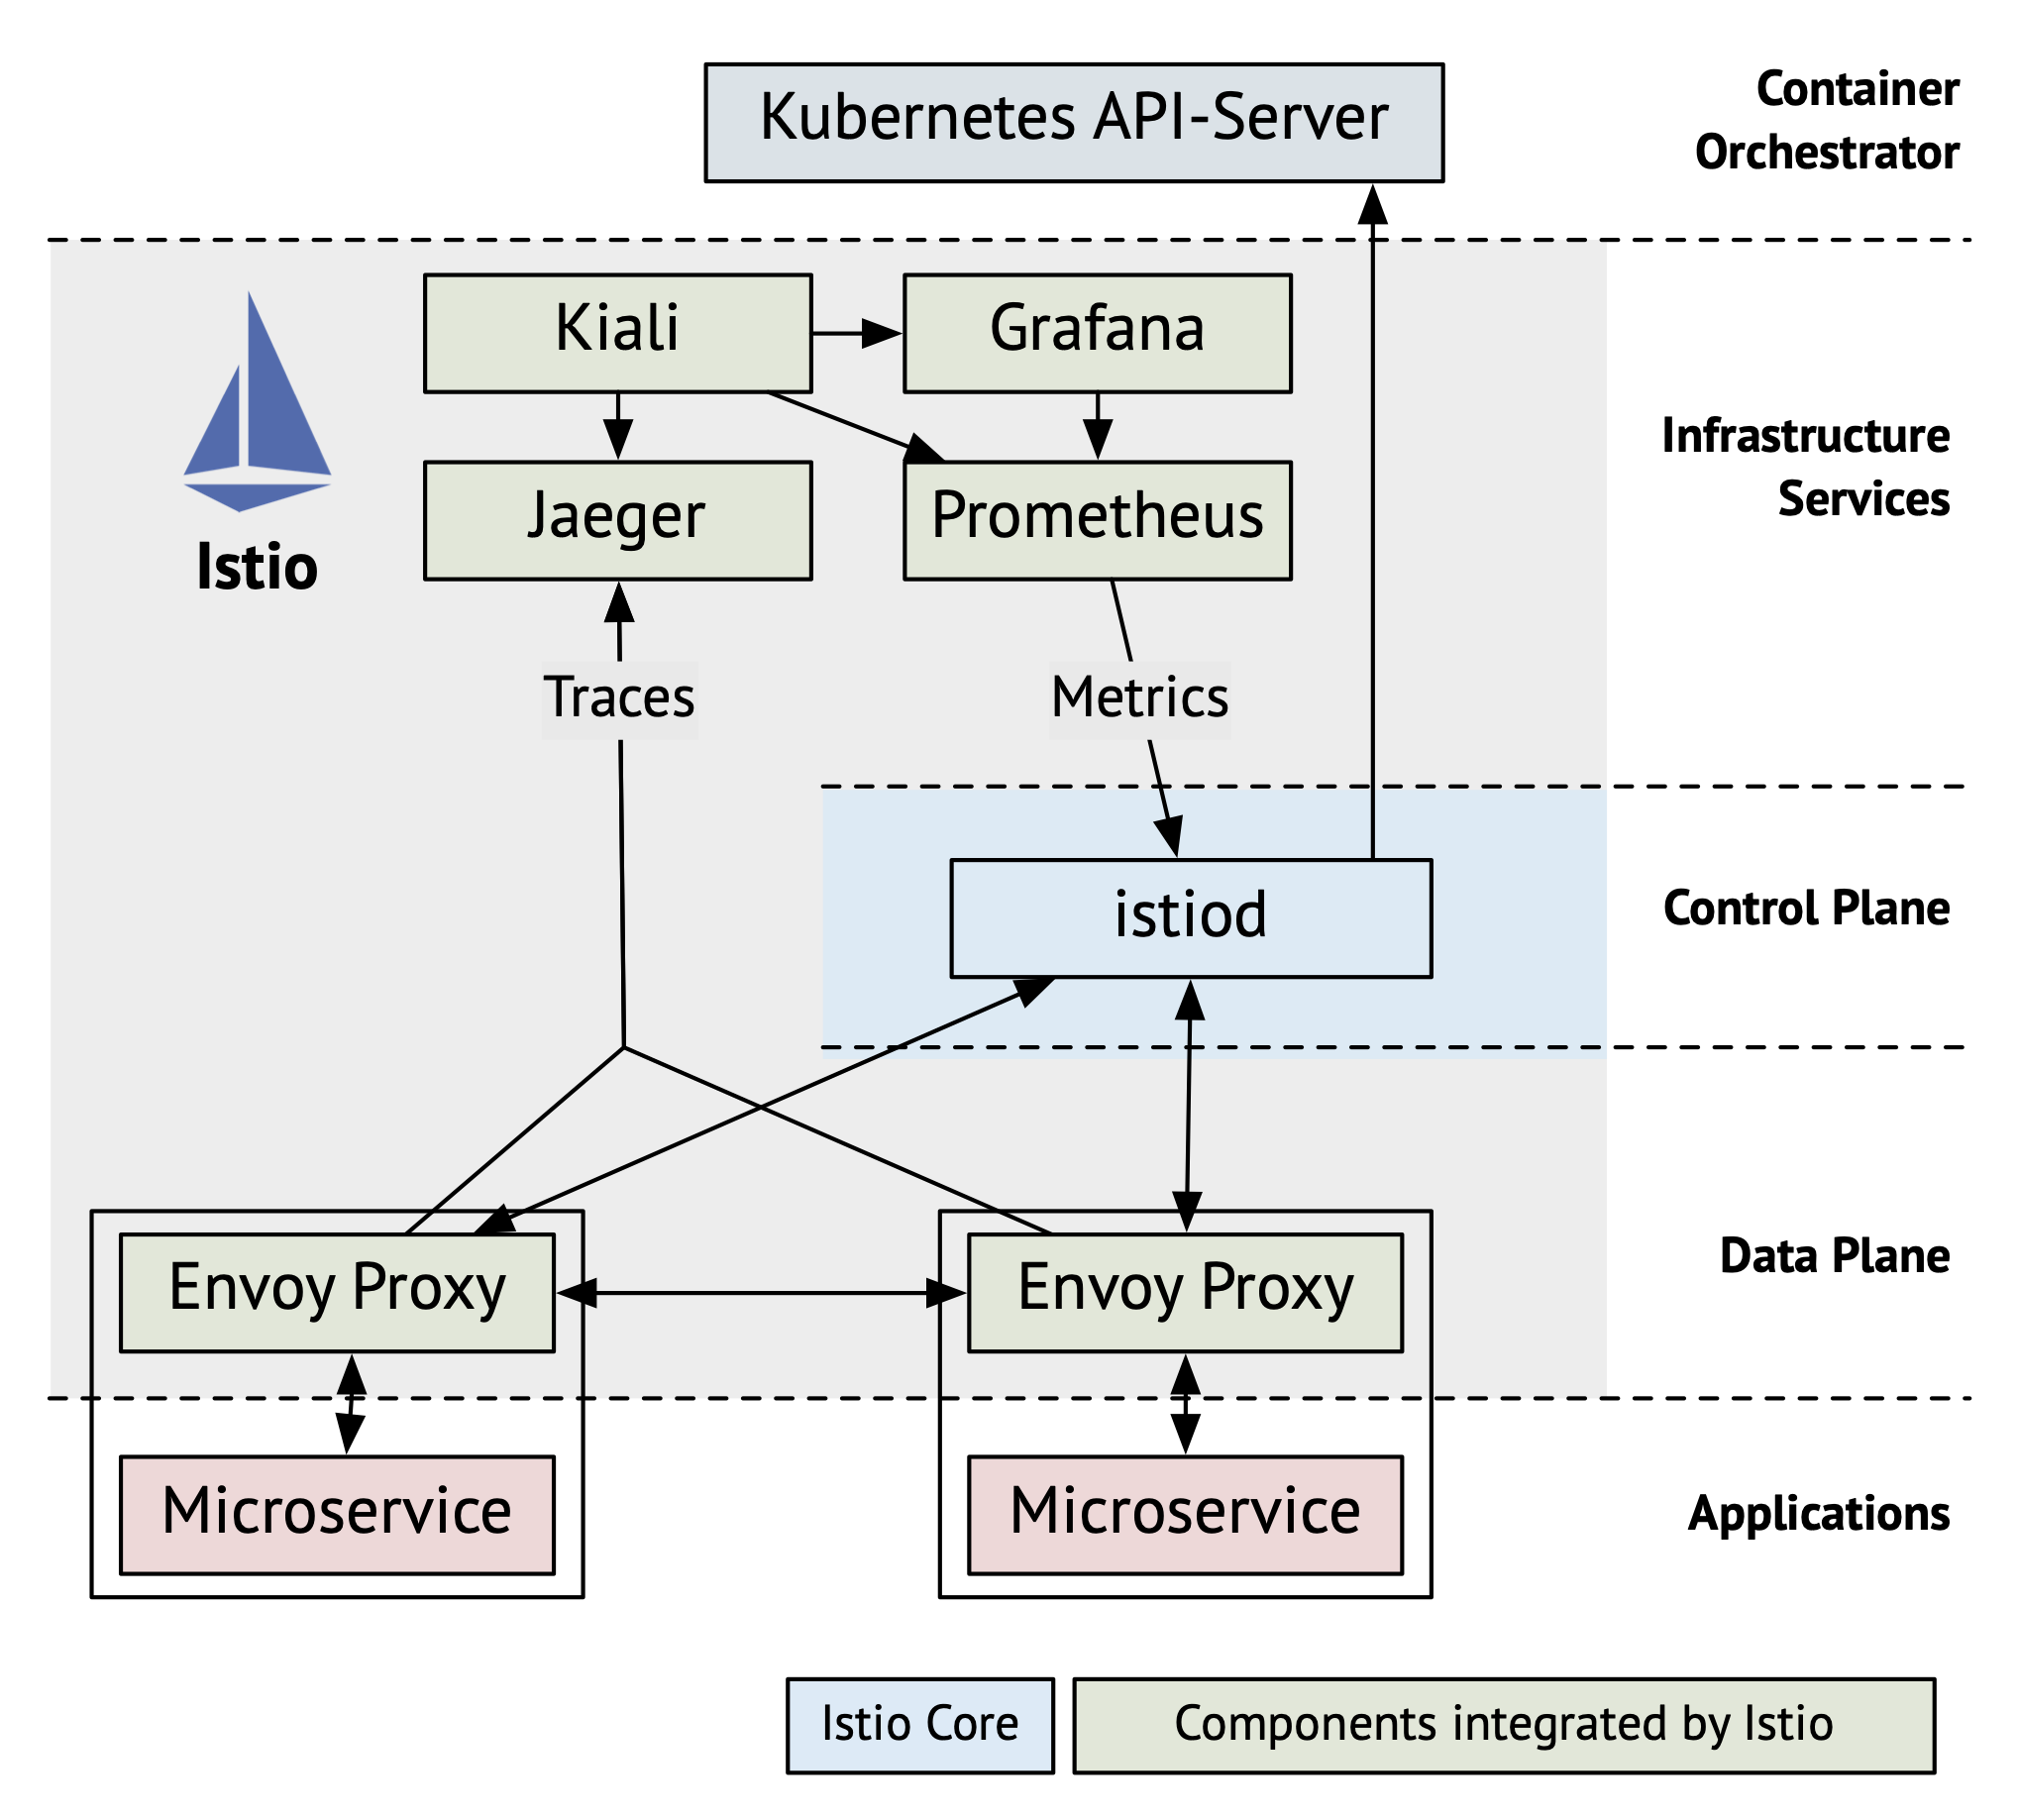 Kubernetes API-Server
Container
Orchestrator
Kiali
Grafana
Istio
Jaeger
Prometheus
Infrastructure
Services
Traces
Metrics
istiod
Control Plane
Envoy Proxy
Envoy Proxy
Data Plane
Microservice
Microservice
Applications
Istio Core
Components integrated by Istio